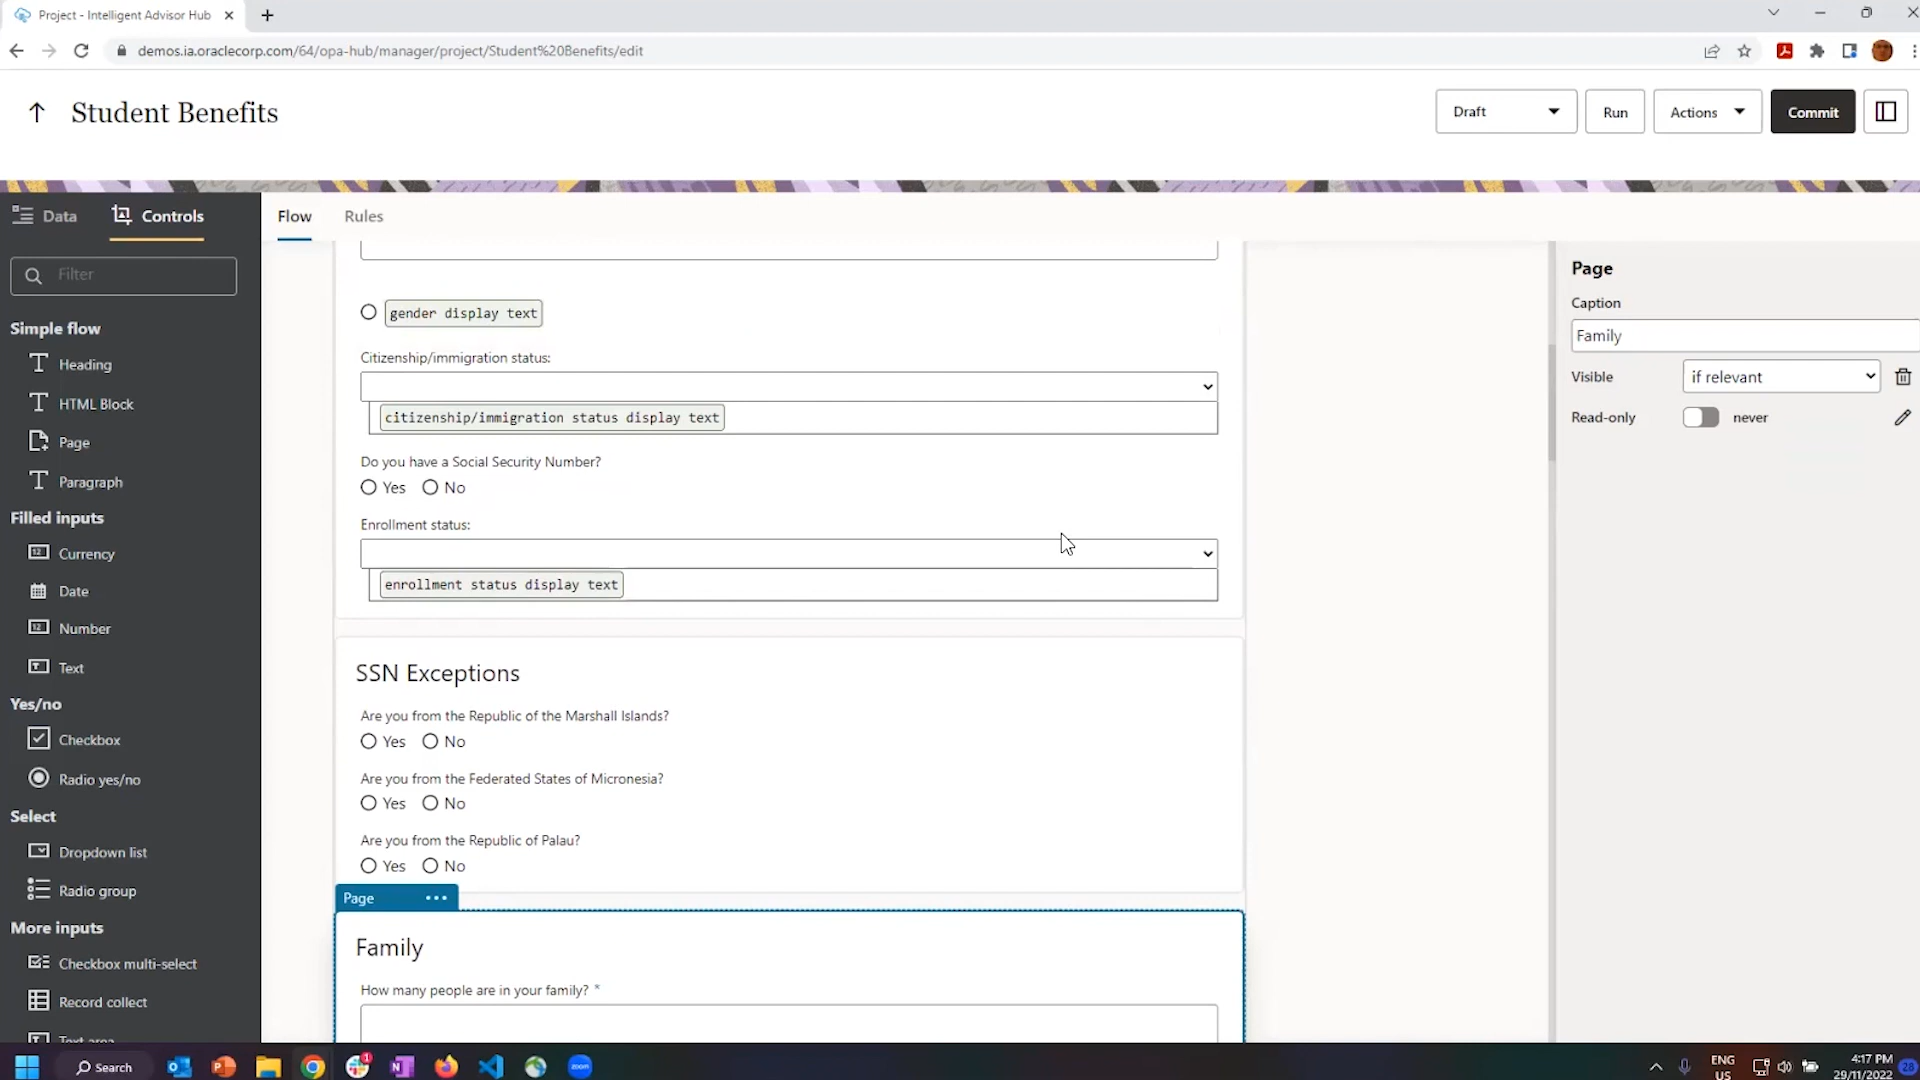 Project - Intelligent Advisor Hub
demos.ia.oraclecorp.com/64/opa-hub/manager/project/Student%20Benefits/edit
Student Benefits
Draft
Run
Actions
Commit
Data
Controls
Flow
Rules
Filter
Simple flow
Heading
HTML Block
Page
Paragraph
Filled inputs
Currency
Date
Number
Text
Yes/no
Checkbox
Radio yes/no
Select
Dropdown list
Radio group
More inputs
Checkbox multi-select
Record collect
Text area
gender display text
Citizenship/immigration status:
citizenship/immigration status display text
Do you have a Social Security Number?
Yes No
Enrollment status:
enrollment status display text
SSN Exceptions
Are you from the Republic of the Marshall Islands?
Yes No
Are you from the Federated States of Micronesia?
Yes No
Are you from the Republic of Palau?
Yes No
Page
Family
How many people are in your family? *
Page
Caption
Family
Visible if relevant
Read-only never
Search
zoom
1
ENG
US
4:17 PM
29/11/2022
28